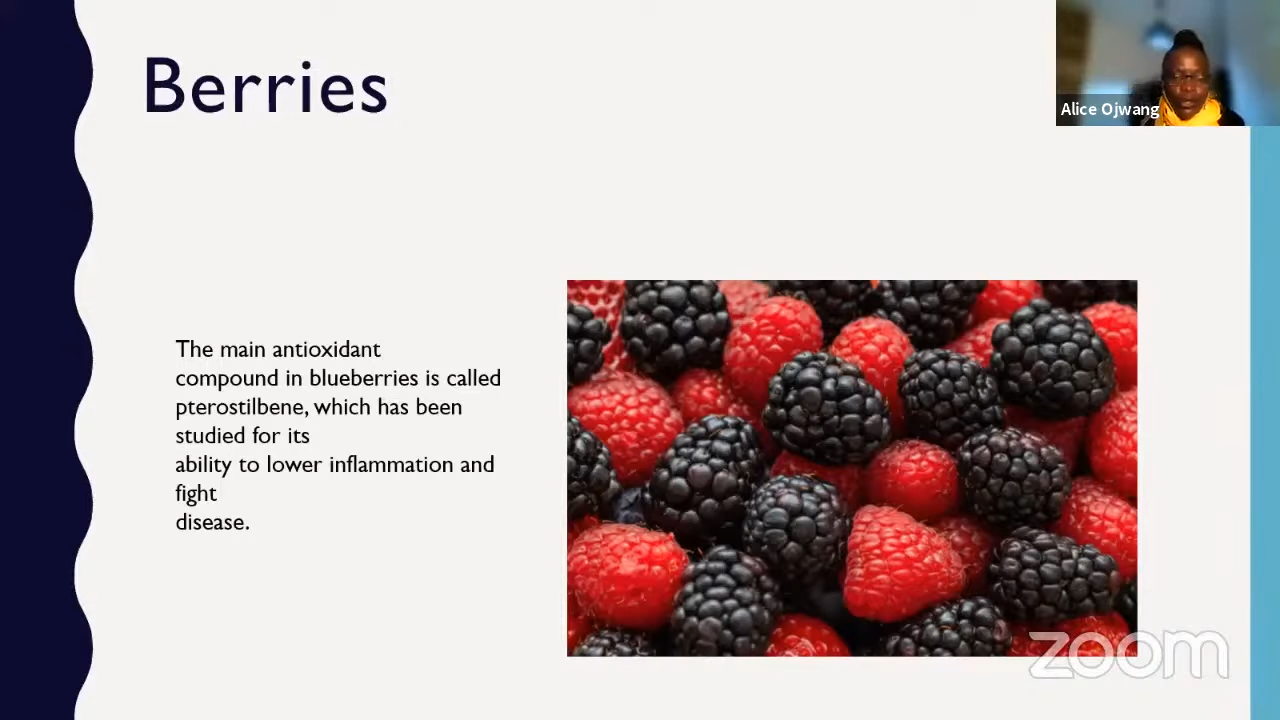 Berries
Alice Ojwang
The main antioxidant
compound in blueberries is called
pterostilbene, which has been
studied for its
ability to lower inflammation and
fight
disease.
zoom